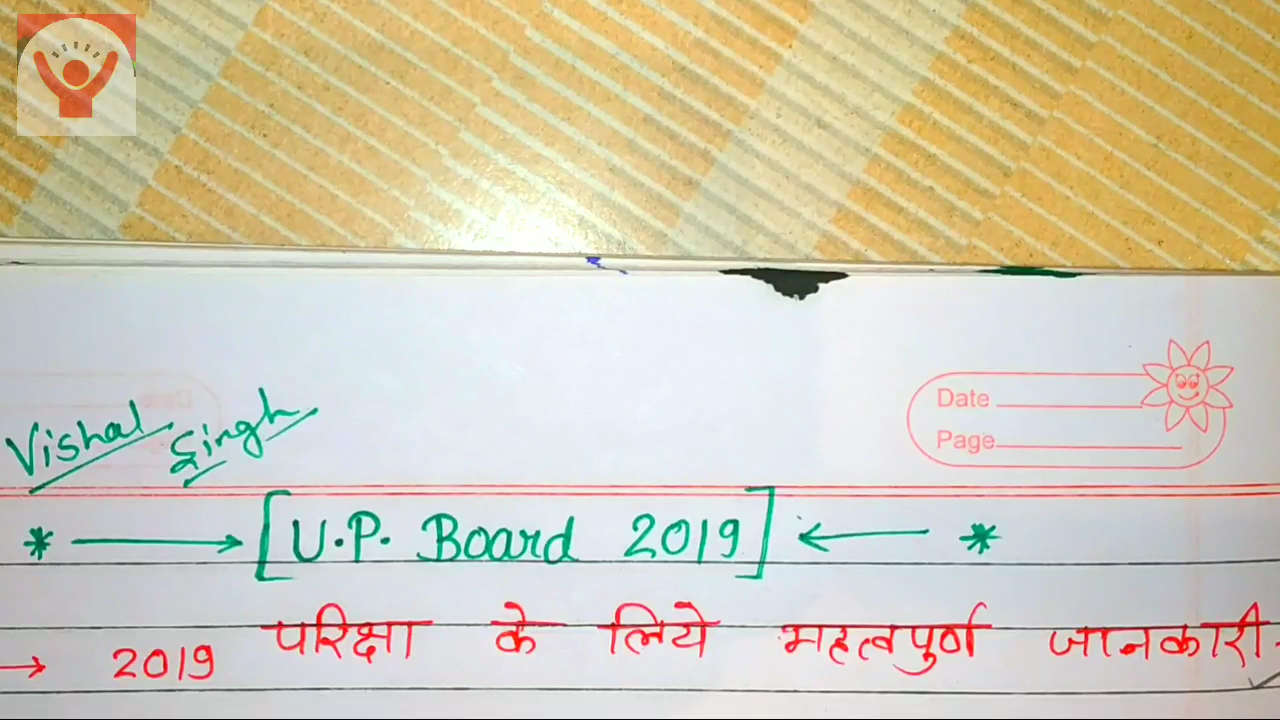 Date
Page
Vishal Singh
* → [U.P. Board 2019] ← *
→ 2019 परिक्षा के लिये महत्वपुर्ण जानकारी